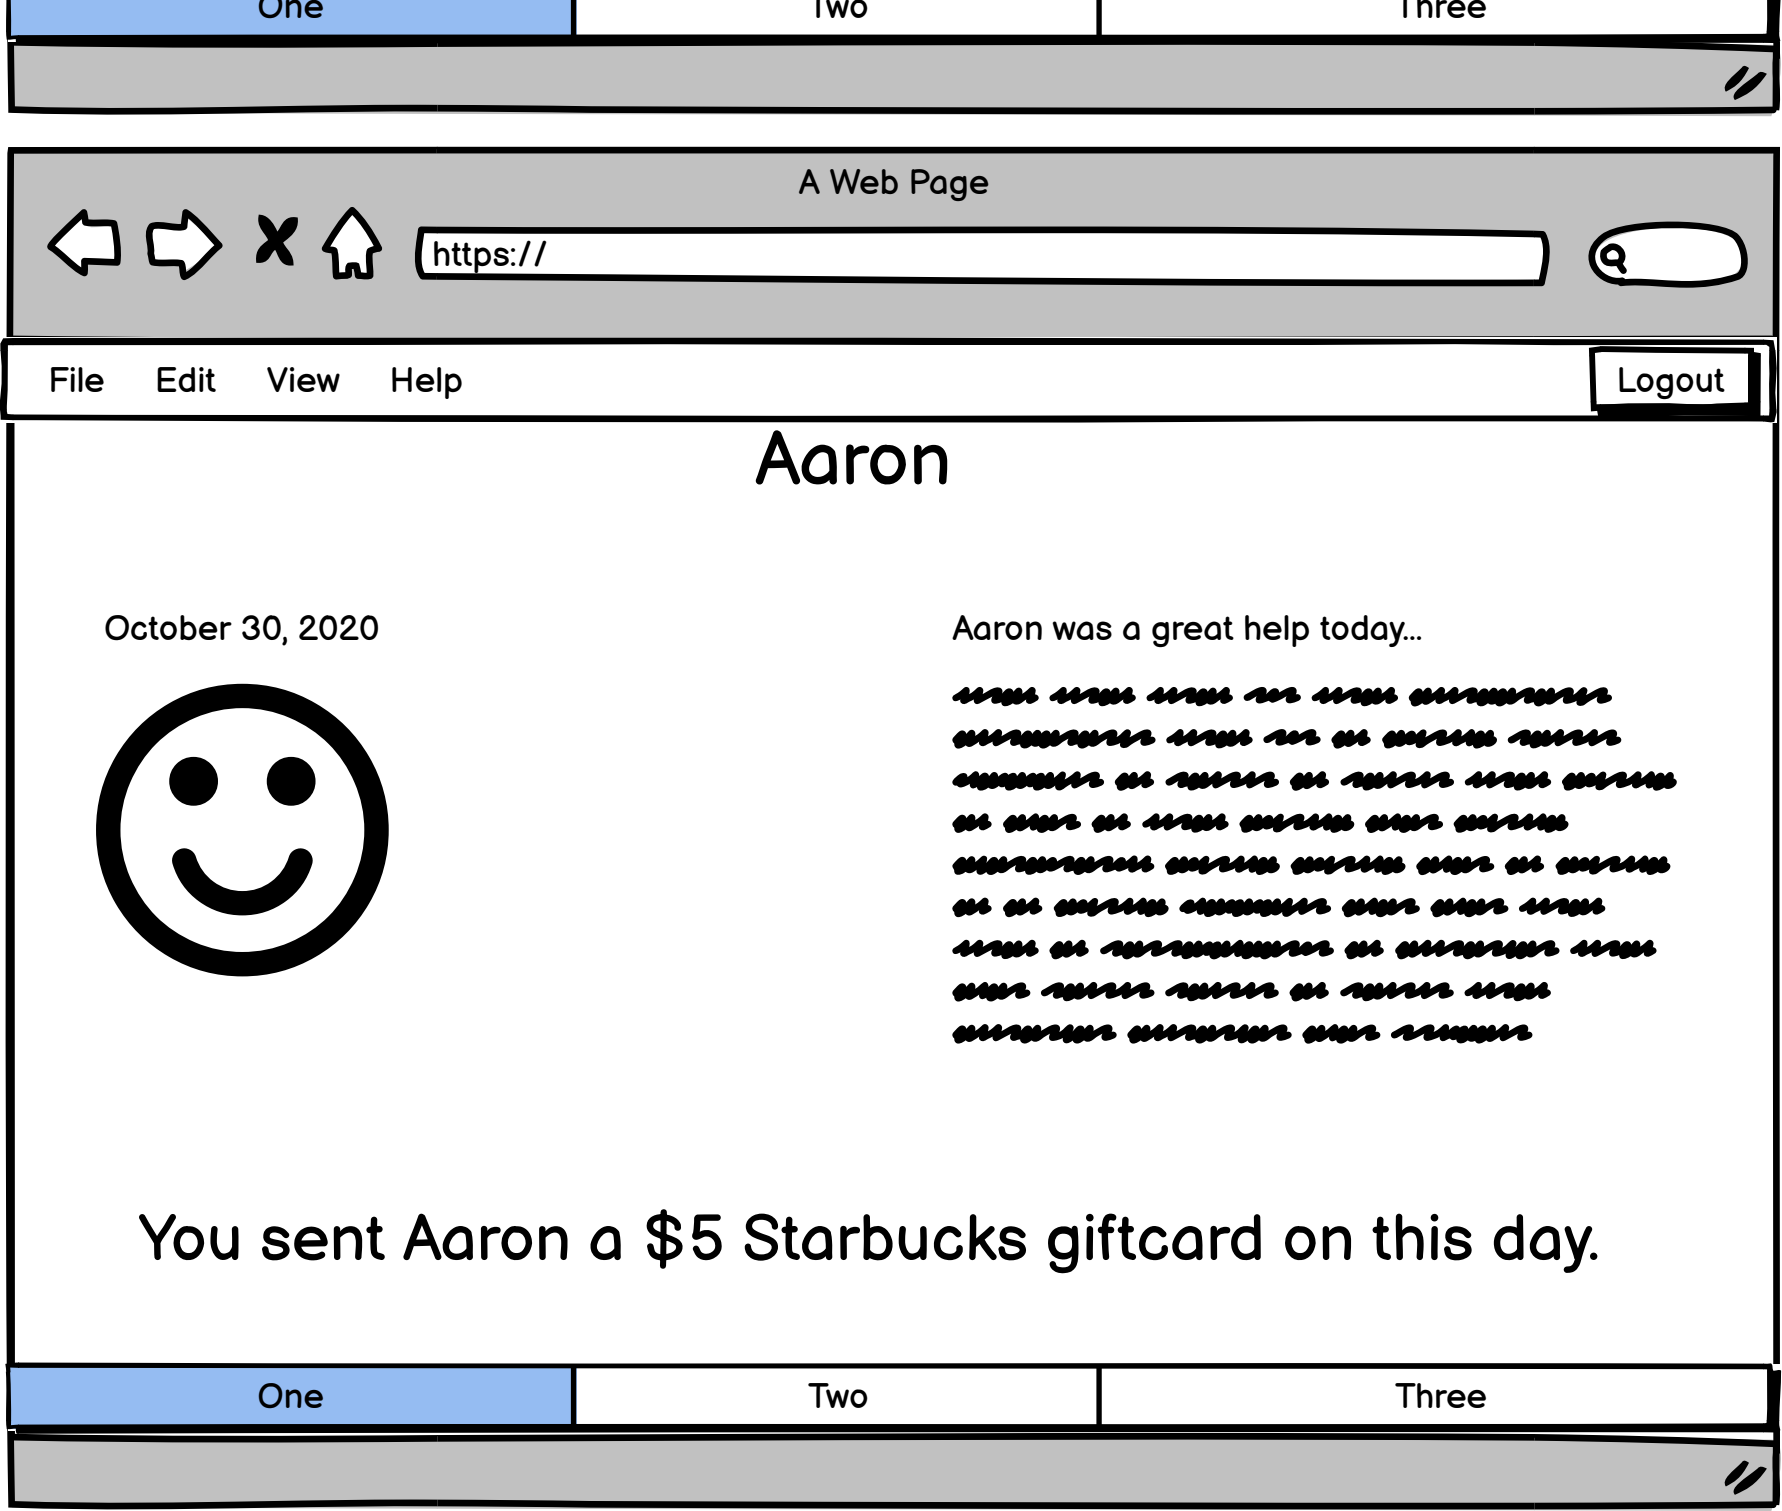 One Two Three
A Web Page
https://
File Edit View Help Logout
Aaron
October 30, 2020
Aaron was a great help today...
You sent Aaron a $5 Starbucks giftcard on this day.
One Two Three